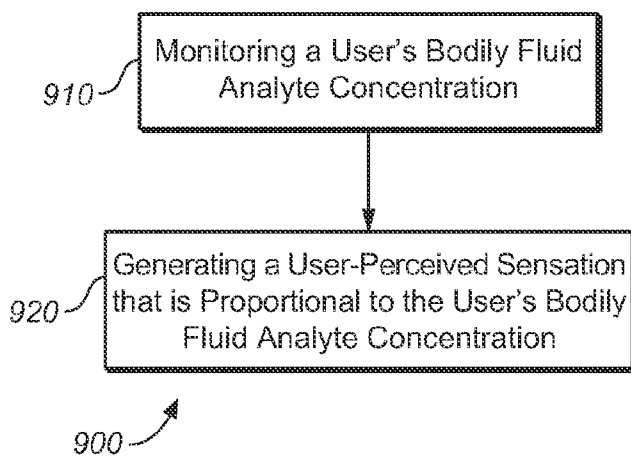 910
Monitoring a User's Bodily Fluid
Analyte Concentration
920
Generating a User-Perceived Sensation
that is Proportional to the User's Bodily
Fluid Analyte Concentration
900